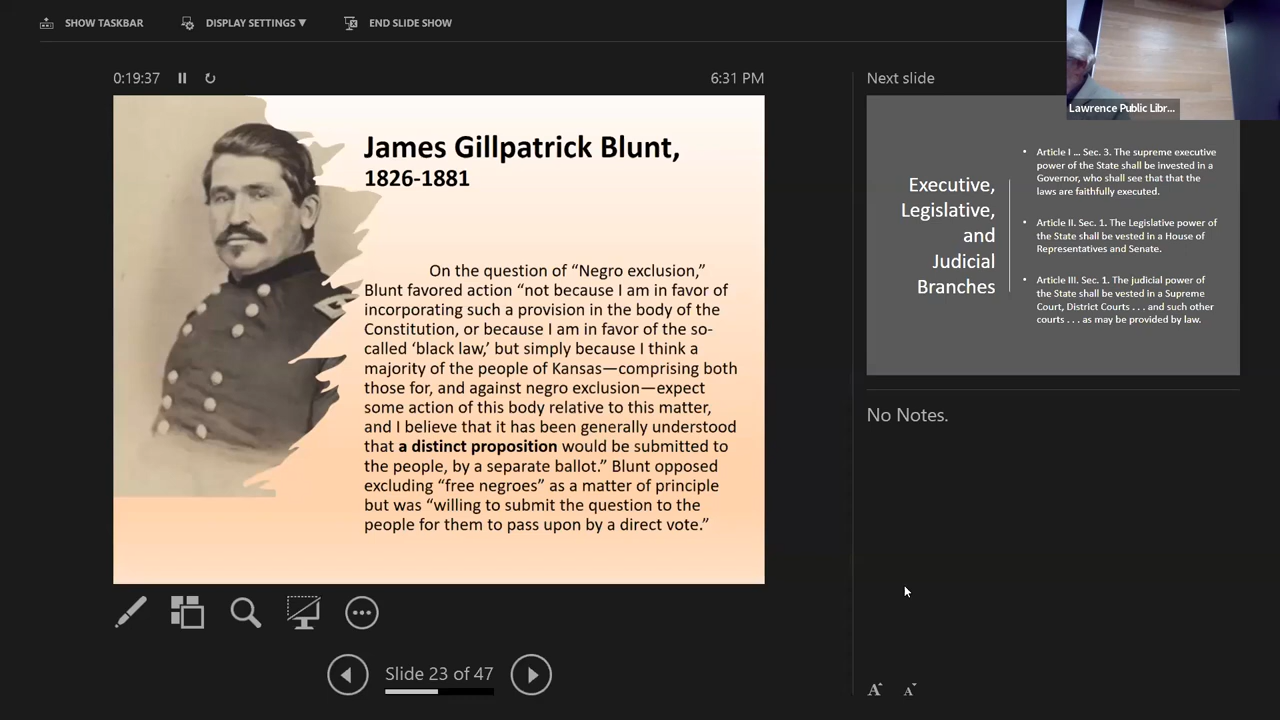 SHOW TASKBAR
DISPLAY SETTINGS ▼
END SLIDE SHOW
0:19:37
6:31 PM
James Gillpatrick Blunt,
1826-1881
On the question of “Negro exclusion,”
Blunt favored action “not because I am in favor of
incorporating such a provision in the body of the
Constitution, or because I am in favor of the so-
called ‘black law,’ but simply because I think a
majority of the people of Kansas—comprising both
those for, and against negro exclusion—expect
some action of this body relative to this matter,
and I believe that it has been generally understood
that a distinct proposition would be submitted to
the people, by a separate ballot.” Blunt opposed
excluding “free negroes” as a matter of principle
but was “willing to submit the question to the
people for them to pass upon by a direct vote.”
Slide 23 of 47
Next slide
Lawrence Public Libr...
Executive,
Legislative,
and
Judicial
Branches
• Article I ... Sec. 3. The supreme executive
power of the State shall be invested in a
Governor, who shall see that that the
laws are faithfully executed.
• Article II. Sec. 1. The Legislative power of
the State shall be vested in a House of
Representatives and Senate.
• Article III. Sec. 1. The judicial power of
the State shall be vested in a Supreme
Court, District Courts . . . and such other
courts . . . as may be provided by law.
No Notes.
A A